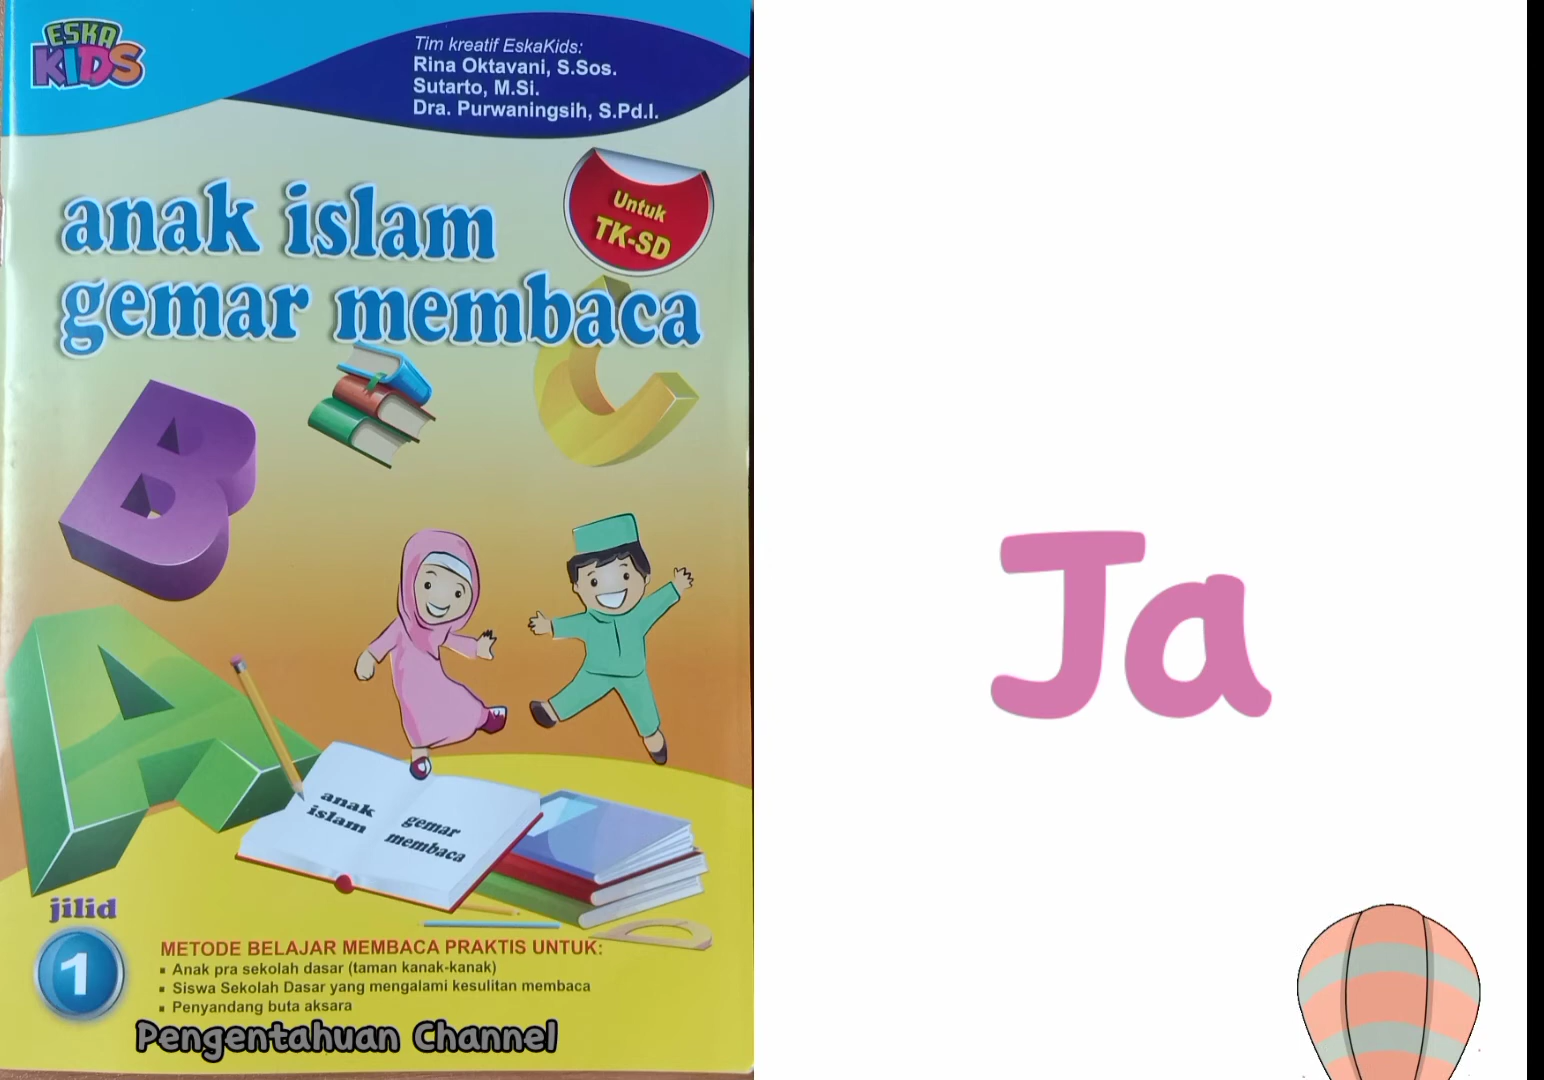 ESKA
KIDS
Tim kreatif EskaKids:
Rina Oktavani, S.Sos.
Sutarto, M.Si.
Dra. Purwaningsih, S.Pd.I.
Untuk
TK-SD
anak islam
gemar membaca
B
C
A
anak
islam
gemar
membaca
jilid
1
METODE BELAJAR MEMBACA PRAKTIS UNTUK:
▪ Anak pra sekolah dasar (taman kanak-kanak)
▪ Siswa Sekolah Dasar yang mengalami kesulitan membaca
▪ Penyandang buta aksara
Pengentahuan Channel
Ja